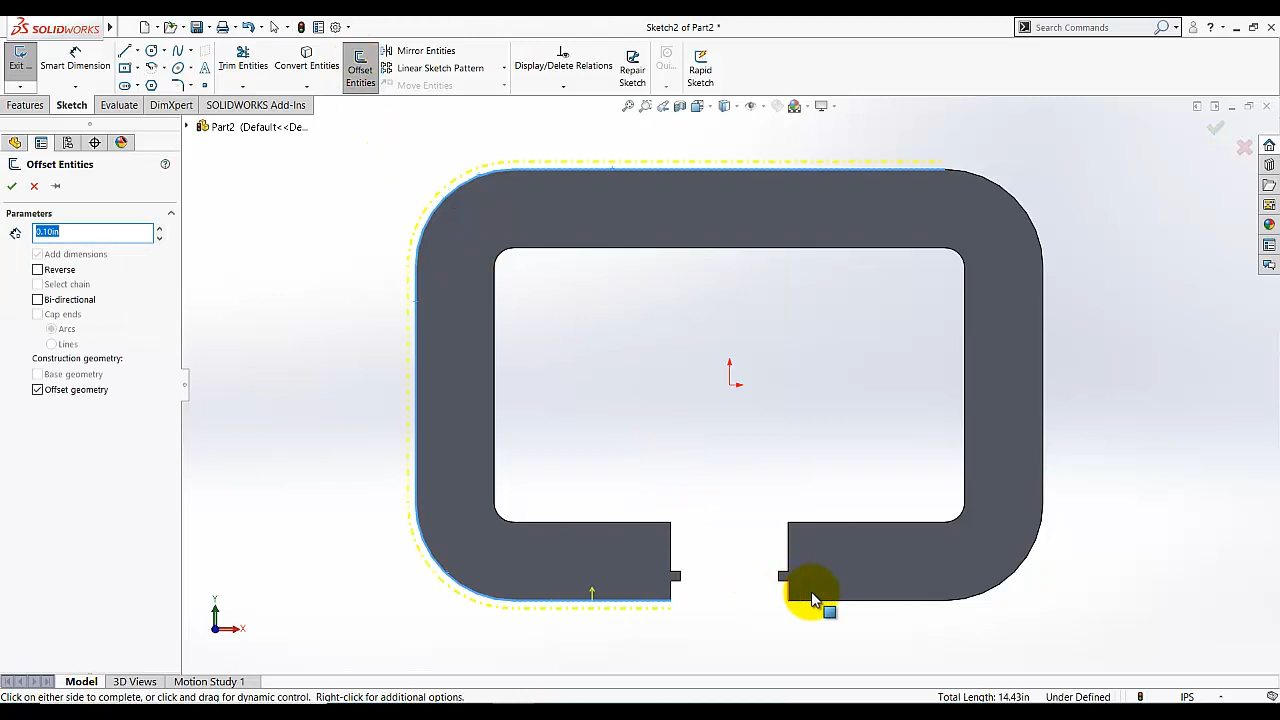 SOLIDWORKS
Sketch2 of Part2 *
Search Commands
Exit ...
Smart Dimension
Trim Entities
Convert Entities
Offset Entities
Mirror Entities
Linear Sketch Pattern
Move Entities
Display/Delete Relations
Repair Sketch
Qui...
Rapid Sketch
Features
Sketch
Evaluate
DimXpert
SOLIDWORKS Add-Ins
Part2 (Default<<De...
Offset Entities
Parameters
0.10in
Add dimensions
Reverse
Select chain
Bi-directional
Cap ends
Arcs
Lines
Construction geometry:
Base geometry
Offset geometry
Y
X
Model
3D Views
Motion Study 1
Click on either side to complete, or click and drag for dynamic control. Right-click for additional options.
Total Length: 14.43in
Under Defined
IPS